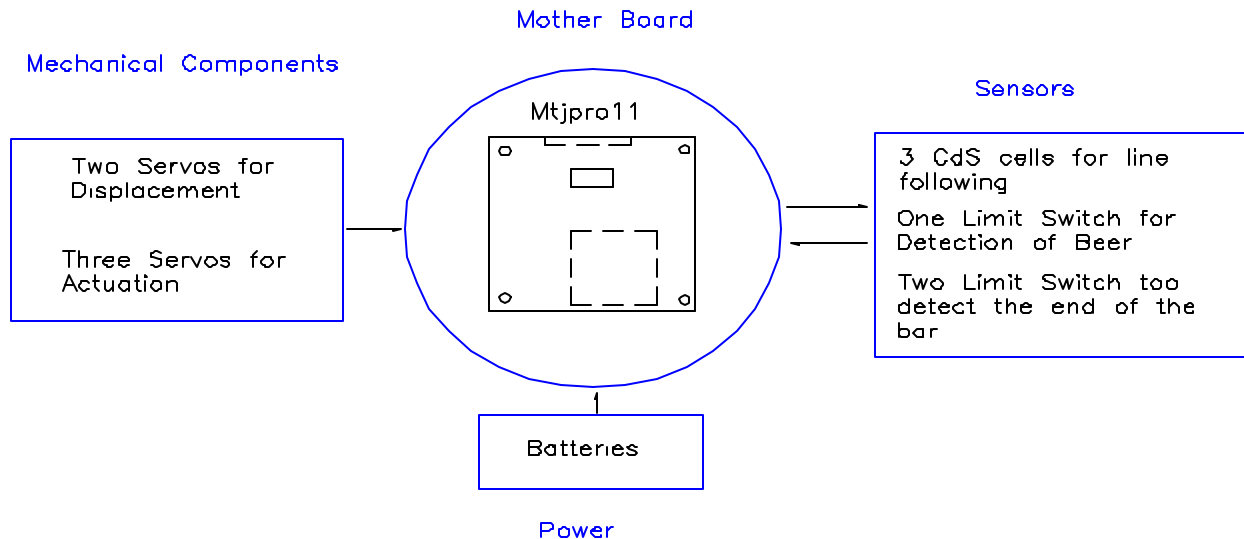 Mother Board
Mechanical Components
Sensors
Mtjpro11
Two Servos for
Displacement
Three Servos for
Actuation
3 CdS cells for line
following
One Limit Switch for
Detection of Beer
Two Limit Switch too
detect the end of the
bar
Batteries
Power